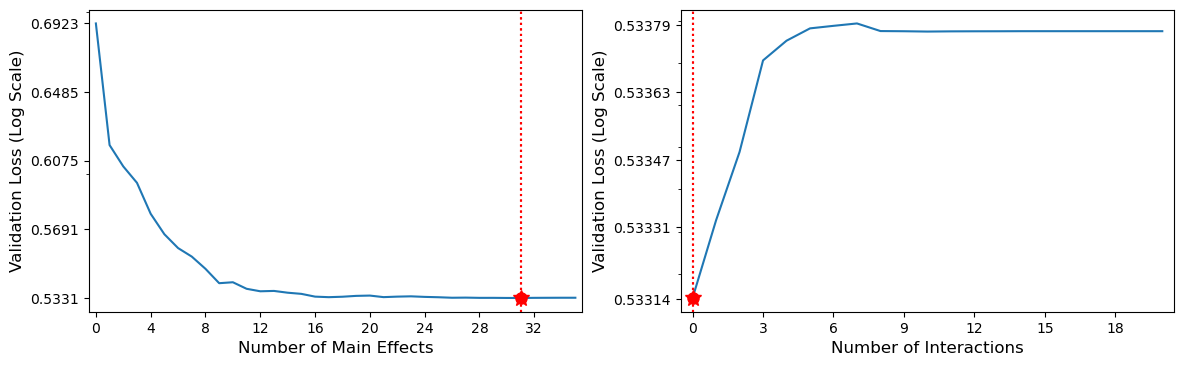 Validation Loss (Log Scale)
0.6923
0.6485
0.6075
0.5691
0.5331
0 4 8 12 16 20 24 28 32
Number of Main Effects
Validation Loss (Log Scale)
0.53379
0.53363
0.53347
0.53331
0.53314
0 3 6 9 12 15 18
Number of Interactions